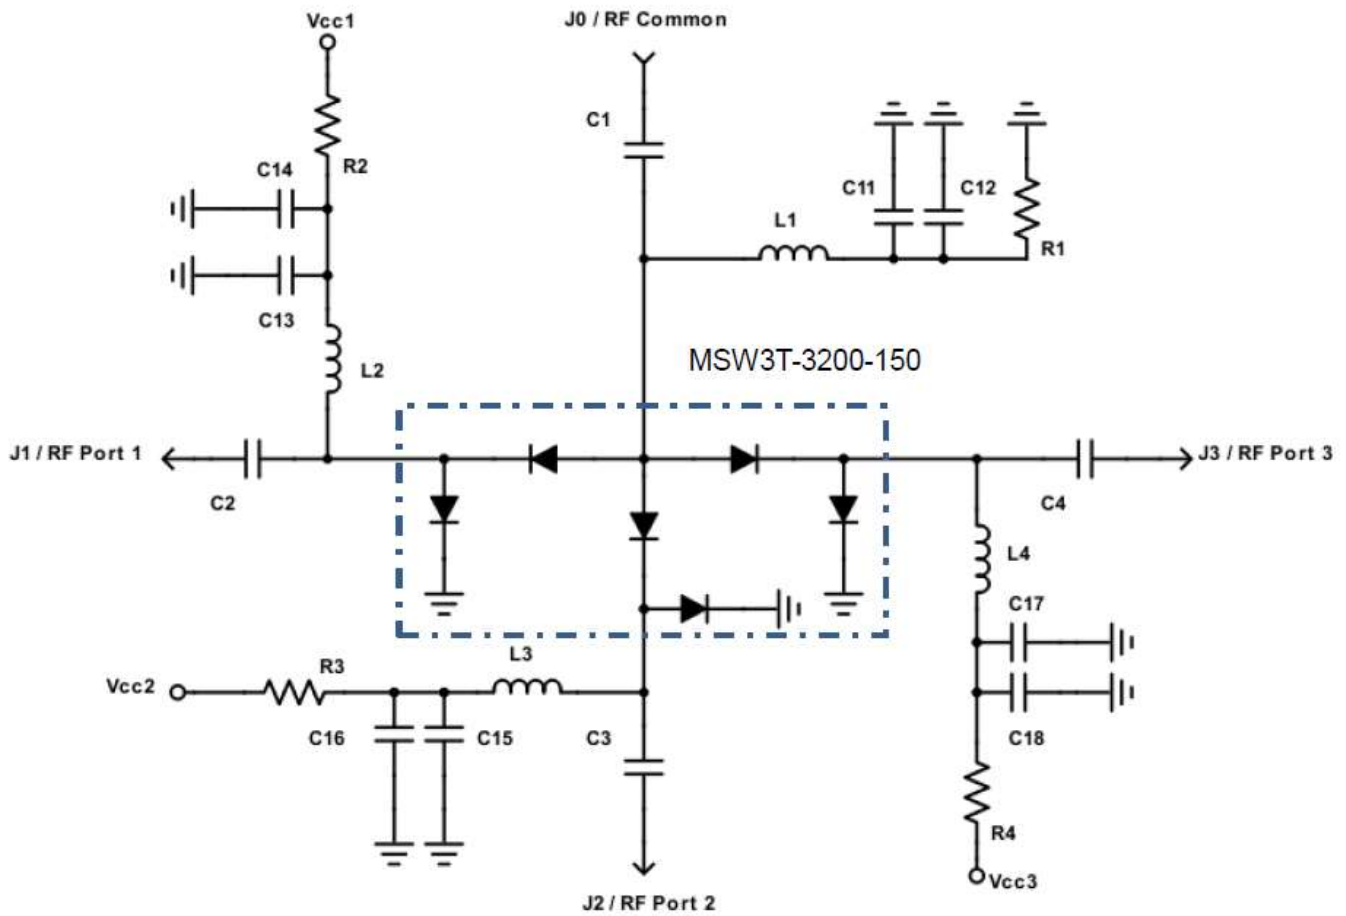 Vcc1
J0 / RF Common
C1
R2
C14
C11
C12
L1
R1
C13
L2
MSW3T-3200-150
J1 / RF Port 1
J3 / RF Port 3
C2
C4
L4
C17
L3
R3
Vcc2
C16
C15
C3
C18
R4
Vcc3
J2 / RF Port 2